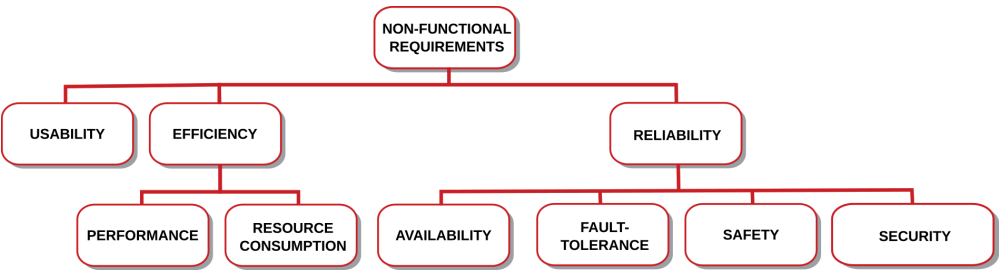 NON-FUNCTIONAL
REQUIREMENTS
USABILITY
EFFICIENCY
RELIABILITY
PERFORMANCE
RESOURCE
CONSUMPTION
AVAILABILITY
FAULT-
TOLERANCE
SAFETY
SECURITY